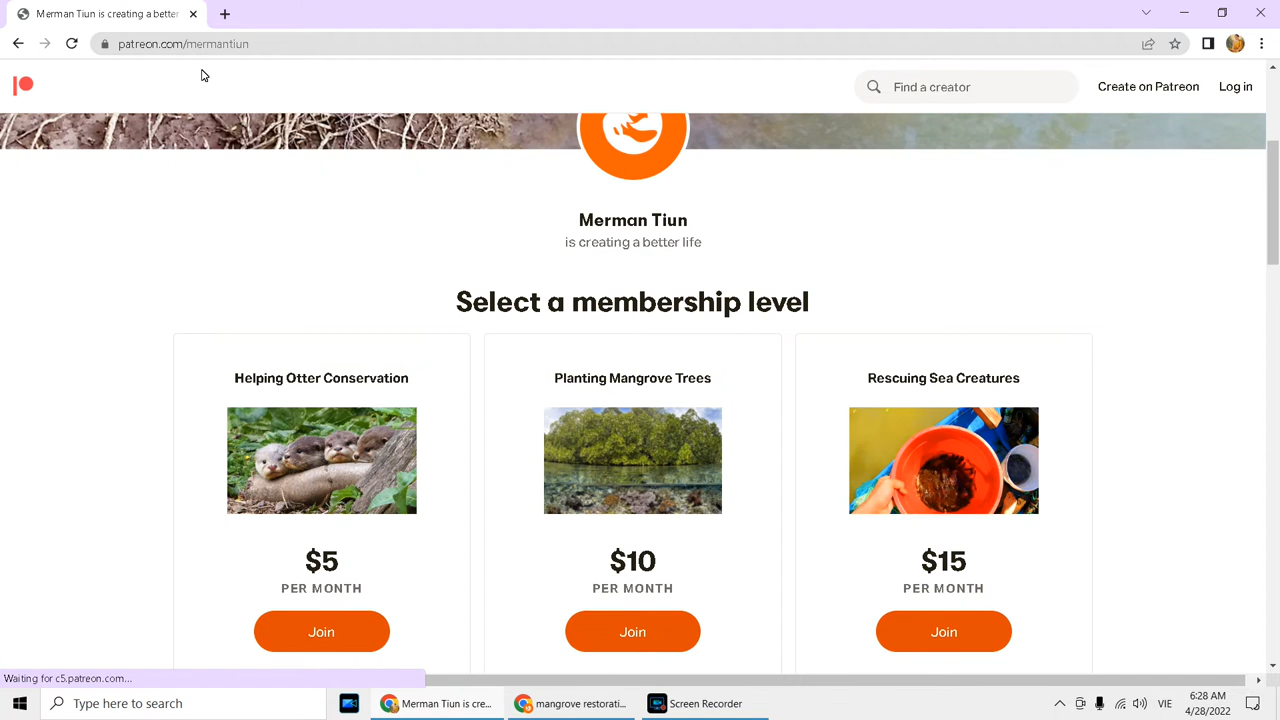 Merman Tiun is creating a better
patreon.com/mermantiun
Find a creator
Create on Patreon
Log in
Merman Tiun
is creating a better life
Select a membership level
Helping Otter Conservation
Planting Mangrove Trees
Rescuing Sea Creatures
$5
$10
$15
PER MONTH
PER MONTH
PER MONTH
Join
Join
Join
Waiting for c5.patreon.com...
Type here to search
Merman Tiun is cre...
mangrove restorati...
Screen Recorder
VIE
6:28 AM
4/28/2022